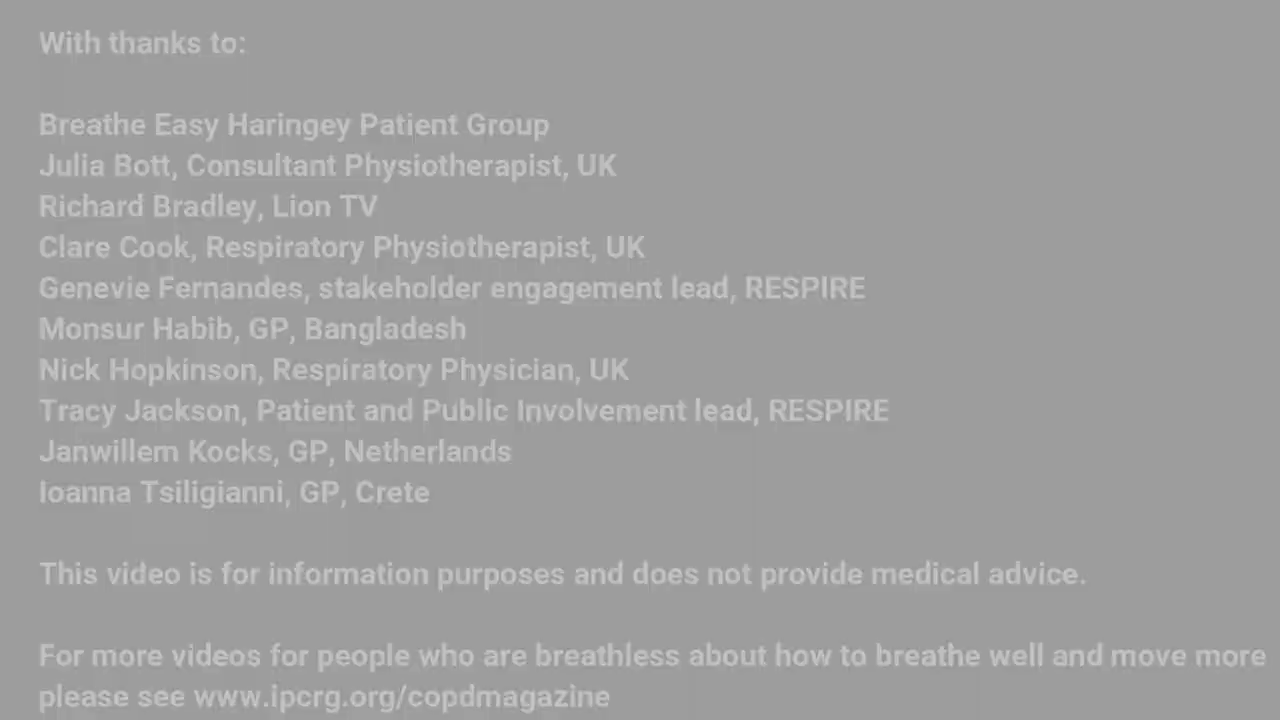 With thanks to:
Breathe Easy Haringey Patient Group
Julia Bott, Consultant Physiotherapist, UK
Richard Bradley, Lion TV
Clare Cook, Respiratory Physiotherapist, UK
Genevie Fernandes, stakeholder engagement lead, RESPIRE
Monsur Habib, GP, Bangladesh
Nick Hopkinson, Respiratory Physician, UK
Tracy Jackson, Patient and Public Involvement lead, RESPIRE
Janwillem Kocks, GP, Netherlands
Ioanna Tsiligianni, GP, Crete
This video is for information purposes and does not provide medical advice.
For more videos for people who are breathless about how to breathe well and move more
please see www.ipcrg.org/copdmagazine